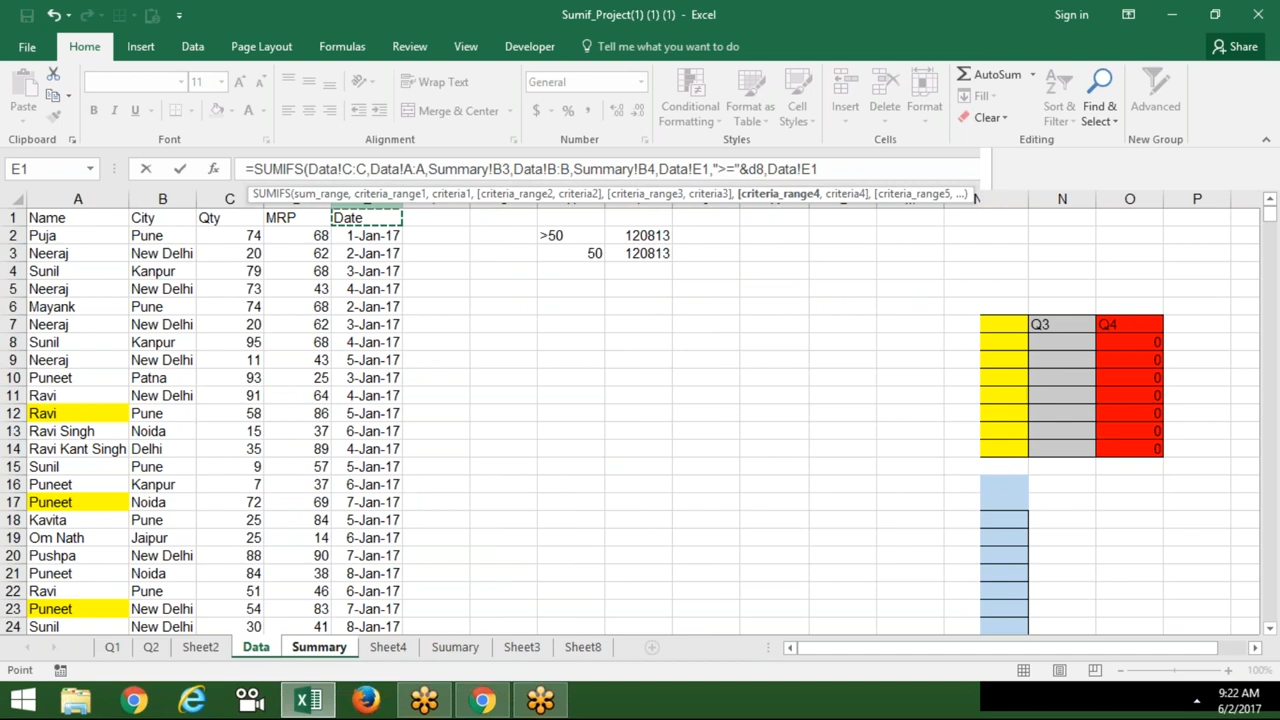 Sumif_Project(1) (1) (1) - Excel
Sign in
File Home Insert Data Page Layout Formulas Review View Developer Tell me what you want to do Share
Paste
11
Wrap Text
General
Merge & Center
Conditional Formatting
Format as Table
Cell Styles
Insert Delete Format
AutoSum
Fill
Clear
Sort & Filter
Find & Select
Advanced
Clipboard Font Alignment Number Styles Cells Editing New Group
E1 =SUMIFS(Data!C:C,Data!A:A,Summary!B3,Data!B:B,Summary!B4,Data!E1,">="&d8,Data!E1
SUMIFS(sum_range, criteria_range1, criteria1, [criteria_range2, criteria2], [criteria_range3, criteria3], [criteria_range4, criteria4], [criteria_range5, ...)
A B C N O P
1 Name City Qty MRP Date
2 Puja Pune 74 68 1-Jan-17 >50 120813
3 Neeraj New Delhi 20 62 2-Jan-17 50 120813
4 Sunil Kanpur 79 68 3-Jan-17
5 Neeraj New Delhi 73 43 4-Jan-17
6 Mayank Pune 74 68 2-Jan-17
7 Neeraj New Delhi 20 62 3-Jan-17 Q3 Q4
8 Sunil Kanpur 95 68 4-Jan-17 0
9 Neeraj New Delhi 11 43 5-Jan-17 0
10 Puneet Patna 93 25 3-Jan-17 0
11 Ravi New Delhi 91 64 4-Jan-17 0
12 Ravi Pune 58 86 5-Jan-17 0
13 Ravi Singh Noida 15 37 6-Jan-17 0
14 Ravi Kant Singh Delhi 35 89 4-Jan-17 0
15 Sunil Pune 9 57 5-Jan-17
16 Puneet Kanpur 7 37 6-Jan-17
17 Puneet Noida 72 69 7-Jan-17
18 Kavita Pune 25 84 5-Jan-17
19 Om Nath Jaipur 25 14 6-Jan-17
20 Pushpa New Delhi 88 90 7-Jan-17
21 Puneet Noida 84 38 8-Jan-17
22 Ravi Pune 51 46 6-Jan-17
23 Puneet New Delhi 54 83 7-Jan-17
24 Sunil New Delhi 30 41 8-Jan-17
Q1 Q2 Sheet2 Data Summary Sheet4 Suumary Sheet3 Sheet8
Point
100%
9:22 AM
6/2/2017